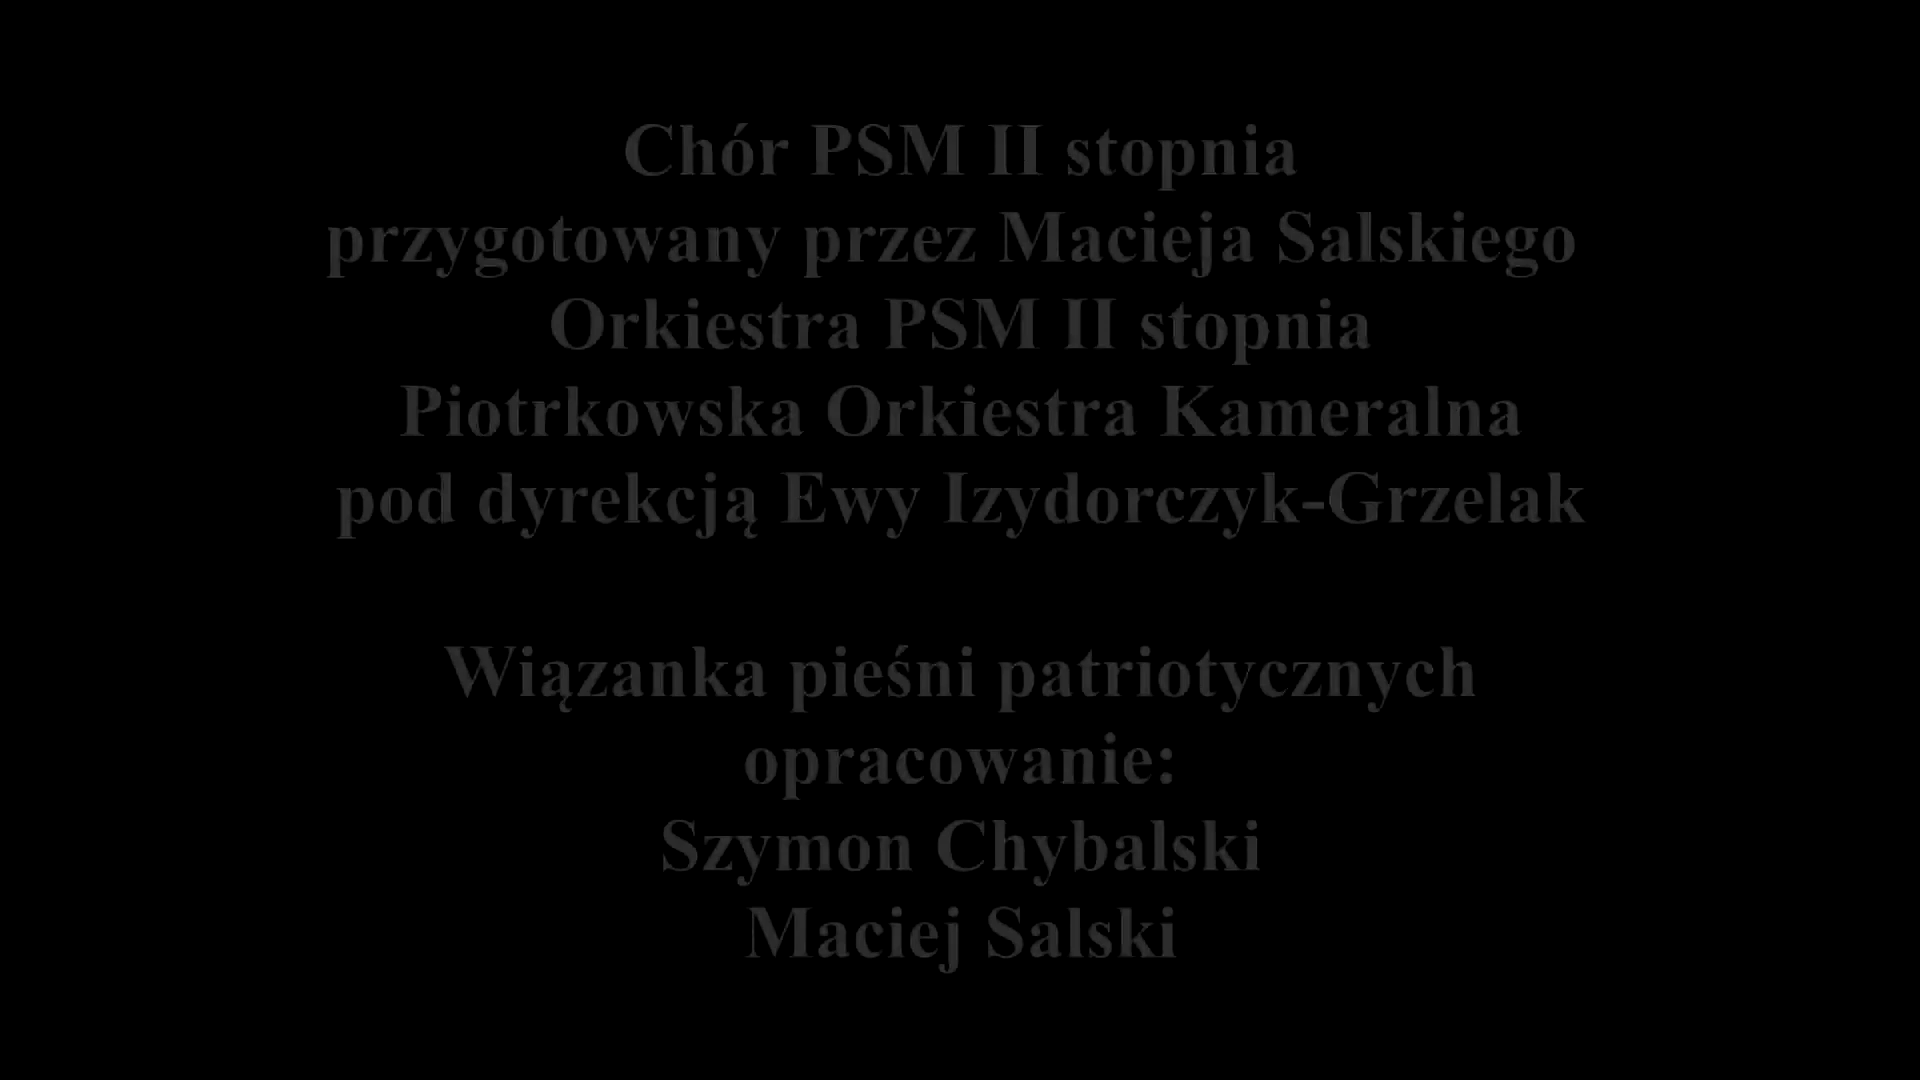 Chór PSM II stopnia
przygotowany przez Macieja Salskiego
Orkiestra PSM II stopnia
Piotrkowska Orkiestra Kameralna
pod dyrekcją Ewy Izydorczyk-Grzelak
Wiązanka pieśni patriotycznych
opracowanie:
Szymon Chybalski
Maciej Salski